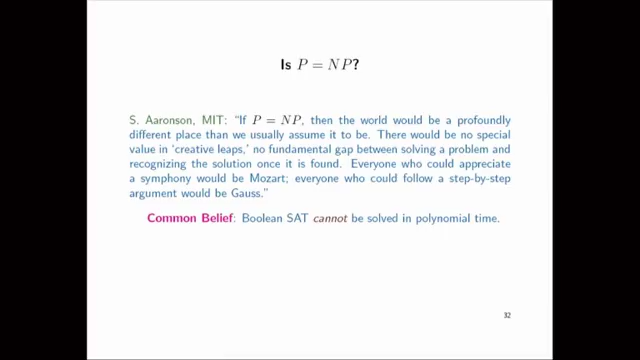 Is P = NP?
S. Aaronson, MIT: “If P = NP, then the world would be a profoundly
different place than we usually assume it to be. There would be no special
value in ‘creative leaps,’ no fundamental gap between solving a problem and
recognizing the solution once it is found. Everyone who could appreciate
a symphony would be Mozart; everyone who could follow a step-by-step
argument would be Gauss.”
Common Belief: Boolean SAT cannot be solved in polynomial time.
32